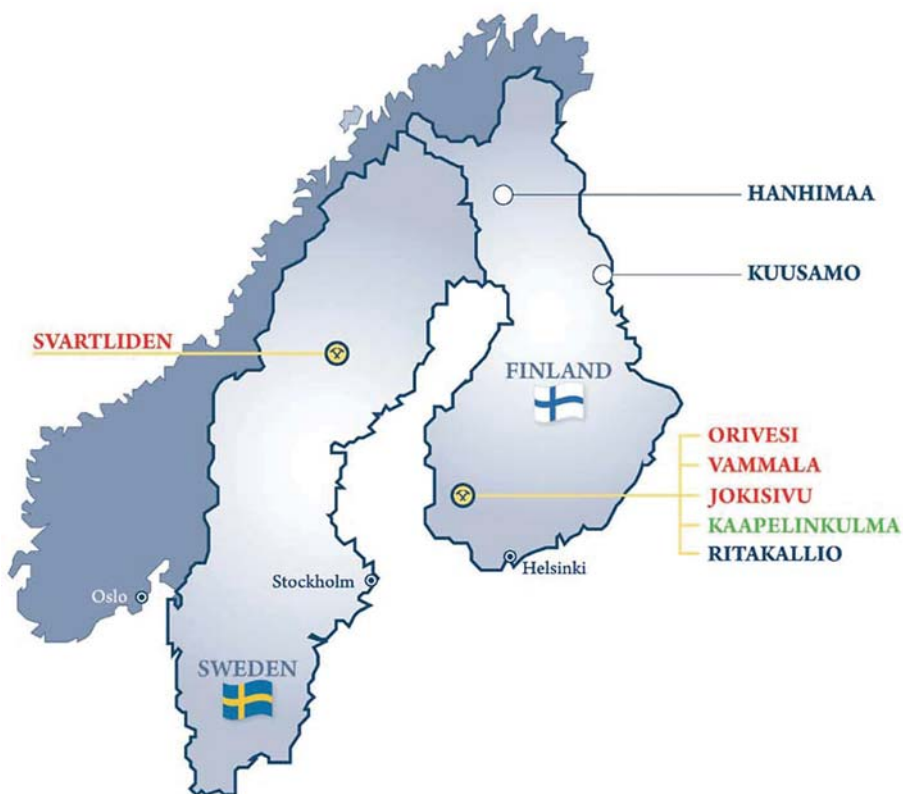 HANHIMAA
KUUSAMO
SVARTLIDEN
FINLAND
ORIVESI
VAMMALA
JOKISIVU
KAAPELINKULMA
RITAKALLIO
Helsinki
Stockholm
Oslo
SWEDEN